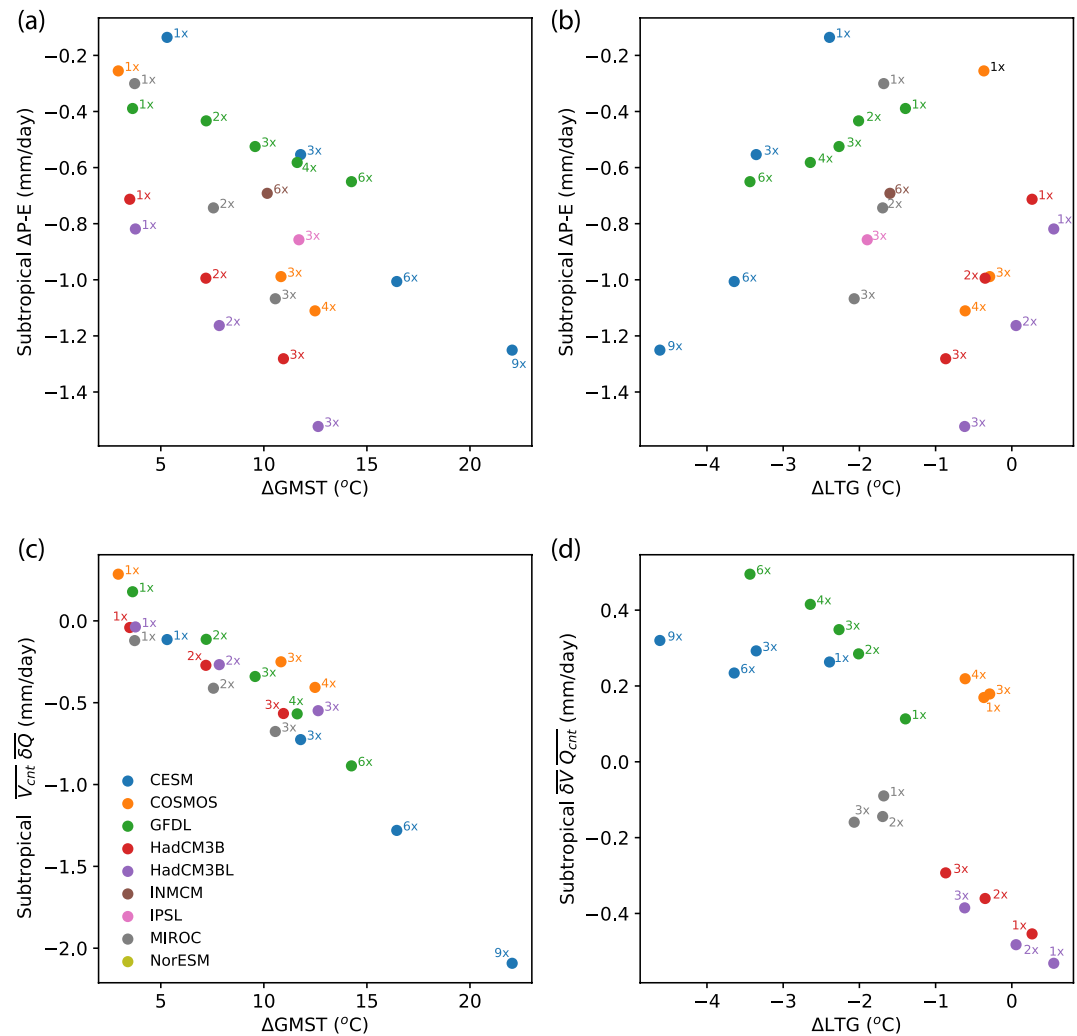 (a)
Subtropical ΔP-E (mm/day)
−0.2
−0.4
−0.6
−0.8
−1.0
−1.2
−1.4
1x
1x
1x
1x
2x
3x
3x
4x
6x
6x
1x
2x
1x
3x
2x
3x
3x
6x
4x
2x
3x
9x
3x
5
10
15
20
ΔGMST (°C)
(b)
Subtropical ΔP-E (mm/day)
−0.2
−0.4
−0.6
−0.8
−1.0
−1.2
−1.4
1x
1x
1x
1x
2x
3x
3x
4x
6x
6x
2x
1x
1x
3x
6x
2x
3x
3x
4x
2x
9x
3x
3x
−4
−3
−2
−1
0
ΔLTG (°C)
(c)
Subtropical V_cnt δQ (mm/day)
0.0
−0.5
−1.0
−1.5
−2.0
1x
1x
1x
1x
1x
1x
2x
2x
2x
2x
3x
3x
4x
3x
4x
3x
3x
3x
6x
6x
9x
CESM
COSMOS
GFDL
HadCM3B
HadCM3BL
INMCM
IPSL
MIROC
NorESM
5
10
15
20
ΔGMST (°C)
(d)
Subtropical δV Q_cnt (mm/day)
0.4
0.2
0.0
−0.2
−0.4
6x
4x
3x
2x
9x
3x
6x
1x
1x
4x
3x
1x
1x
3x
2x
3x
3x
2x
1x
2x
1x
−4
−3
−2
−1
0
ΔLTG (°C)